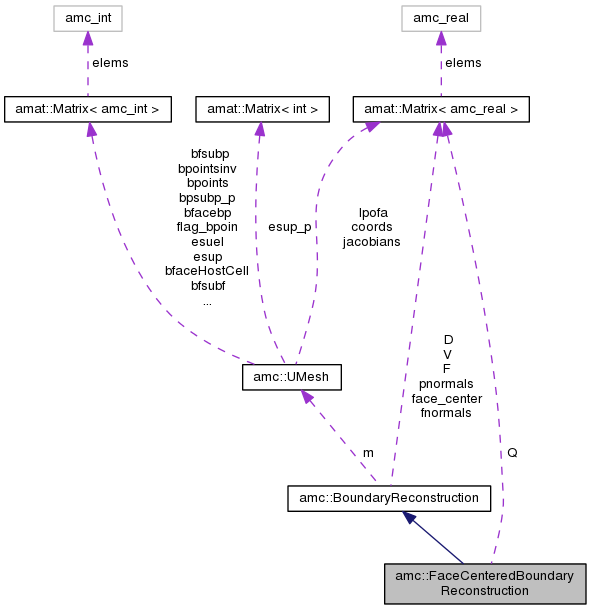 amc_int
amc_real
elems
elems
amat::Matrix< amc_int >
amat::Matrix< int >
amat::Matrix< amc_real >
bfsubp
bpointsinv
bpoints
bpsubp_p
bfacebp
flag_bpoin
esuel
esup
bfaceHostCell
bfsubf
...
esup_p
lpofa
coords
jacobians
amc::UMesh
D
V
F
pnormals
face_center
fnormals
m
Q
amc::BoundaryReconstruction
amc::FaceCenteredBoundary
Reconstruction